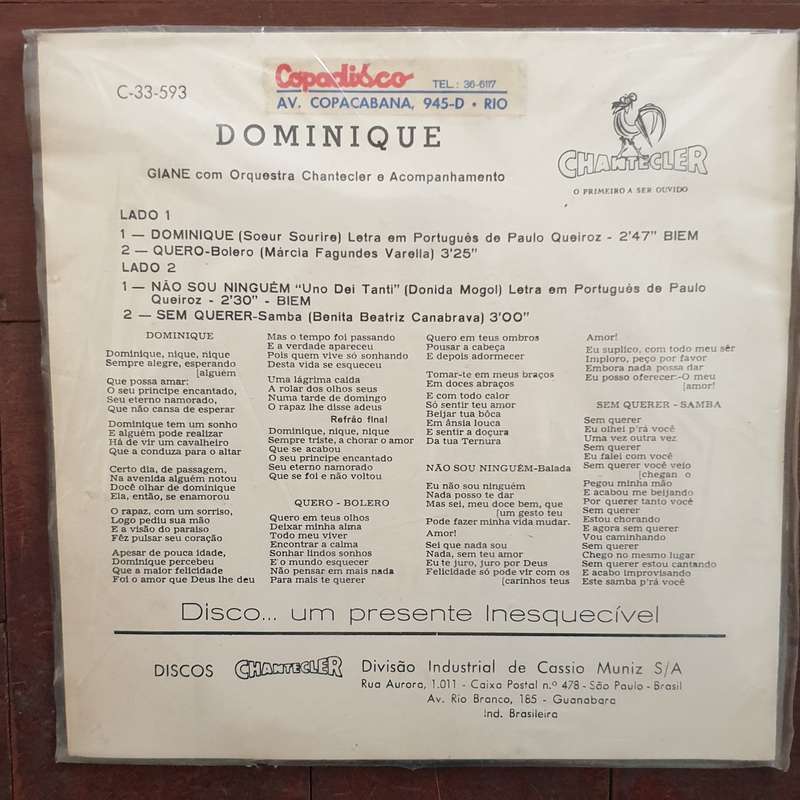 Copadisco TEL.: 36-6117
AV. COPACABANA, 945-D • RIO
C-33-593
DOMINIQUE
GIANE com Orquestra Chantecler e Acompanhamento
CHANTECLER
O PRIMEIRO A SER OUVIDO
LADO 1
1 — DOMINIQUE (Soeur Sourire) Letra em Português de Paulo Queiroz - 2'47" BIEM
2 — QUERO-Bolero (Márcia Fagundes Varella) 3'25"
LADO 2
1 — NÃO SOU NINGUÉM "Uno Dei Tanti" (Donida Mogol) Letra em Português de Paulo
Queiroz - 2'30" - BIEM
2 — SEM QUERER-Samba (Benita Beatriz Canabrava) 3'00"
DOMINIQUE
Dominique, nique, nique
Sempre alegre, esperando
[alguém
Que possa amar:
O seu príncipe encantado,
Seu eterno namorado,
Que não cansa de esperar
Dominique tem um sonho
E alguém pode realizar
Há de vir um cavalheiro
Que a conduza para o altar
Certo dia, de passagem,
Na avenida alguém notou
Docê olhar de dominique
Ela, então, se enamorou
O rapaz, com um sorriso,
Logo pediu sua mão
E a visão do paraiso
Fêz pulsar seu coração
Apesar de pouca idade,
Dominique percebeu
Que a maior felicidade
Foi o amor que Deus lhe deu
Mas o tempo foi passando
E a verdade apareceu
Pois quem vive só sonhando
Desta vida se esqueceu
Uma lágrima caida
A rolar dos olhos seus
Numa tarde de domingo
O rapaz lhe disse adeus
Refrão final
Dominique, nique, nique
Sempre triste, a chorar o amor
Que se acabou
O seu principe encantado
Seu eterno namorado
Que se foi e não voltou
QUERO - BOLERO
Quero em teus olhos
Deixar minha alma
Todo meu viver
Encontrar a calma
Sonhar lindos sonhos
E o mundo esquecer
Não pensar em mais nada
Para mais te querer
Quero em teus ombros
Pousar a cabeça
E depois adormecer
Tomar-te em meus braços
Em doces abraços
E com todo calor
Só sentir teu amor
Beijar tua bôca
Em ânsia louca
E sentir a doçura
Da tua Ternura
NÃO SOU NINGUÉM-Balada
Eu não sou ninguém
Nada posso te dar
Mas sei, meu doce bem, que
[um gesto teu
Pode fazer minha vida mudar.
Amor!
Sei que nada sou
Nada, sem teu amor
Eu te juro, juro por Deus
Felicidade só pode vir com os
[carinhos teus
Amor!
Eu suplico, com todo meu sêr
Imploro, peço por favor
Embora nada possa dar
Eu posso oferecer:-O meu
[amor!
SEM QUERER - SAMBA
Sem querer
Eu olhei p'rá você
Uma vez outra vez
Sem querer
Eu falei com você
Sem querer você veio
[chegan o
Pegou minha mão
E acabou me beijando
Por querer tanto você
Sem querer
Estou chorando
E agora sem querer
Vou caminhando
Sem querer
Chego no mesmo lugar
Sem querer estou cantando
E acabo improvisando
Este samba p'rá você
Disco... um presente Inesquecível
DISCOS CHANTECLER Divisão Industrial de Cassio Muniz S/A
Rua Aurora, 1.011 - Caixa Postal n.º 478 - São Paulo - Brasil
Av. Rio Branco, 185 - Guanabara
Ind. Brasileira